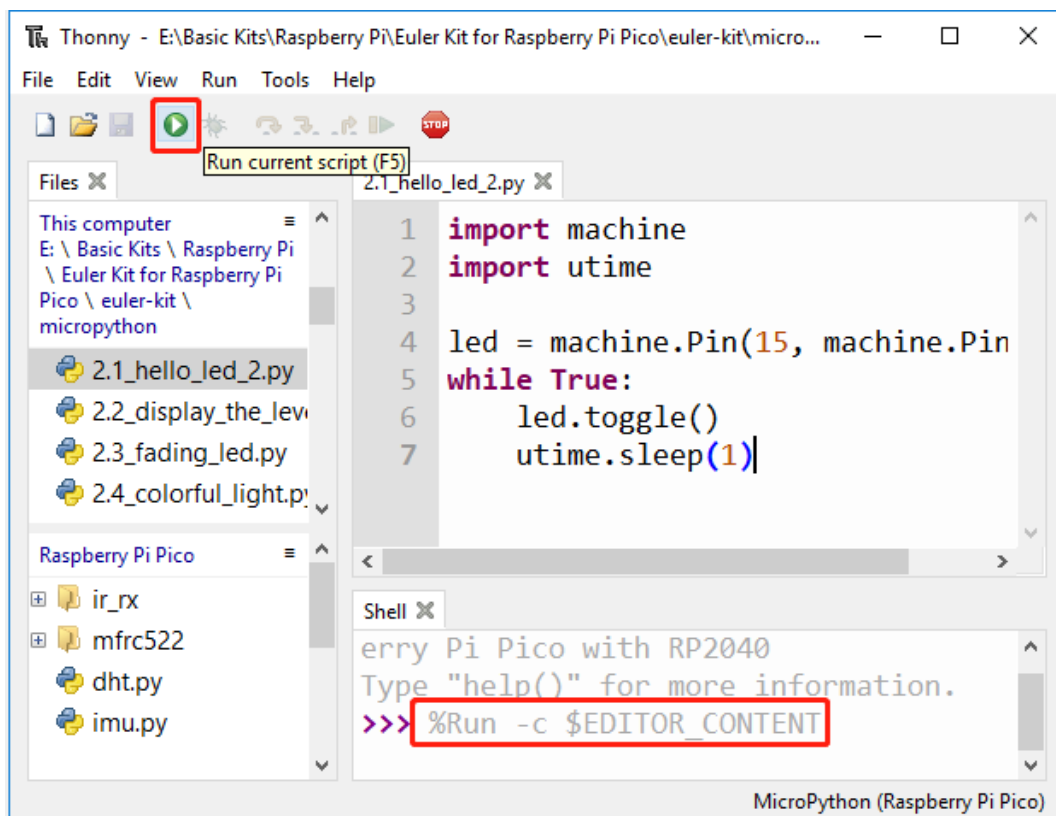 Thonny - E:\Basic Kits\Raspberry Pi\Euler Kit for Raspberry Pi Pico\euler-kit\micro...
File Edit View Run Tools Help
STOP
Run current script (F5)
Files
This computer
E: \ Basic Kits \ Raspberry Pi
\ Euler Kit for Raspberry Pi
Pico \ euler-kit \
micropython
2.1_hello_led_2.py
2.2_display_the_leve
2.3_fading_led.py
2.4_colorful_light.py
Raspberry Pi Pico
ir_rx
mfrc522
dht.py
imu.py
2.1_hello_led_2.py
1 import machine
2 import utime
3
4 led = machine.Pin(15, machine.Pin
5 while True:
6 led.toggle()
7 utime.sleep(1)
Shell
erry Pi Pico with RP2040
Type "help()" for more information.
>>> %Run -c $EDITOR_CONTENT
MicroPython (Raspberry Pi Pico)